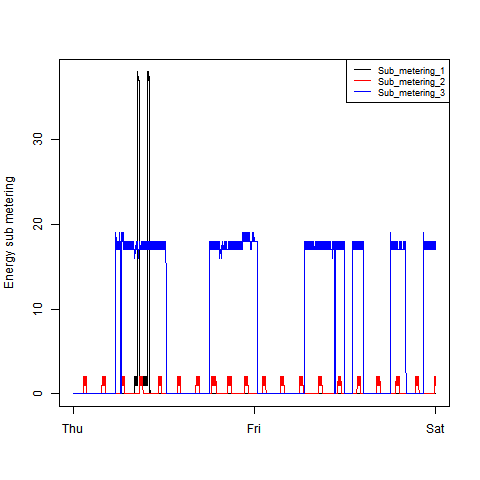 Sub_metering_1
Sub_metering_2
Sub_metering_3
Energy sub metering
30
20
10
0
Thu
Fri
Sat